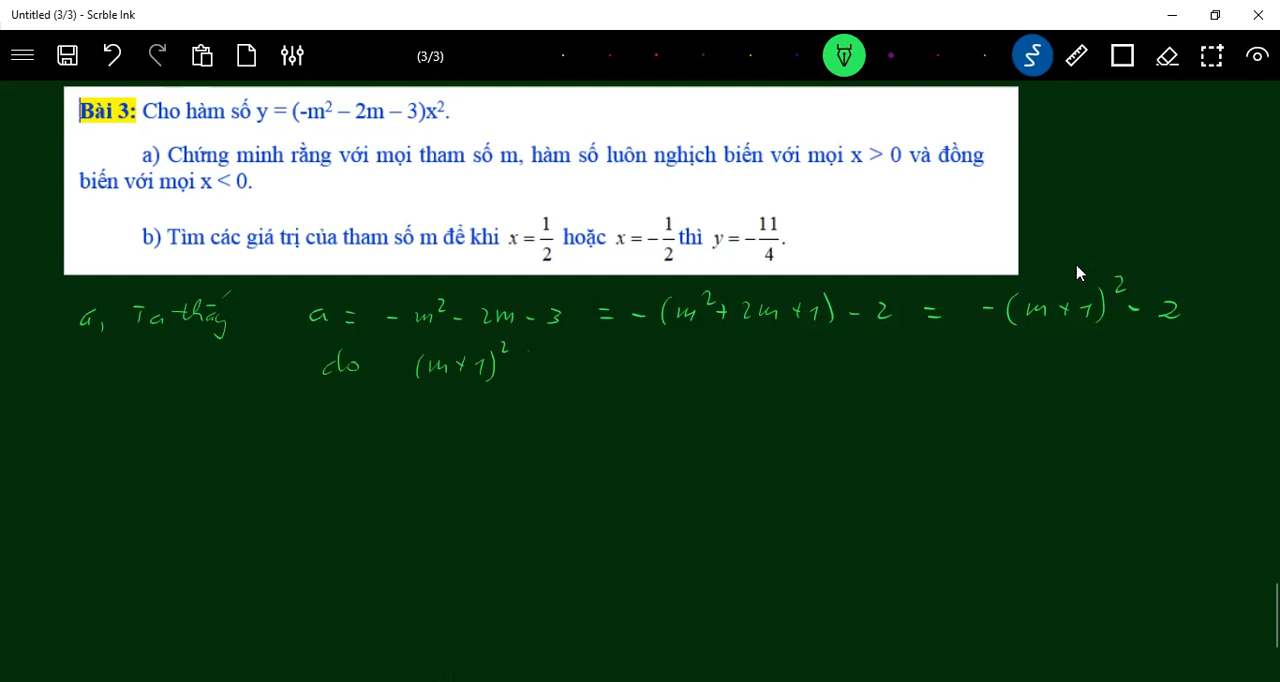 Untitled (3/3) - Scrble Ink
(3/3)
Bài 3: Cho hàm số y = (-m² – 2m – 3)x².
a) Chứng minh rằng với mọi tham số m, hàm số luôn nghịch biến với mọi x > 0 và đồng
biến với mọi x < 0.
b) Tìm các giá trị của tham số m để khi x = 1/2 hoặc x = -1/2 thì y = -11/4.
a, Ta thấy a = - m² - 2m - 3 = - (m² + 2m + 1) - 2 = - (m + 1)² - 2
do (m + 1)²